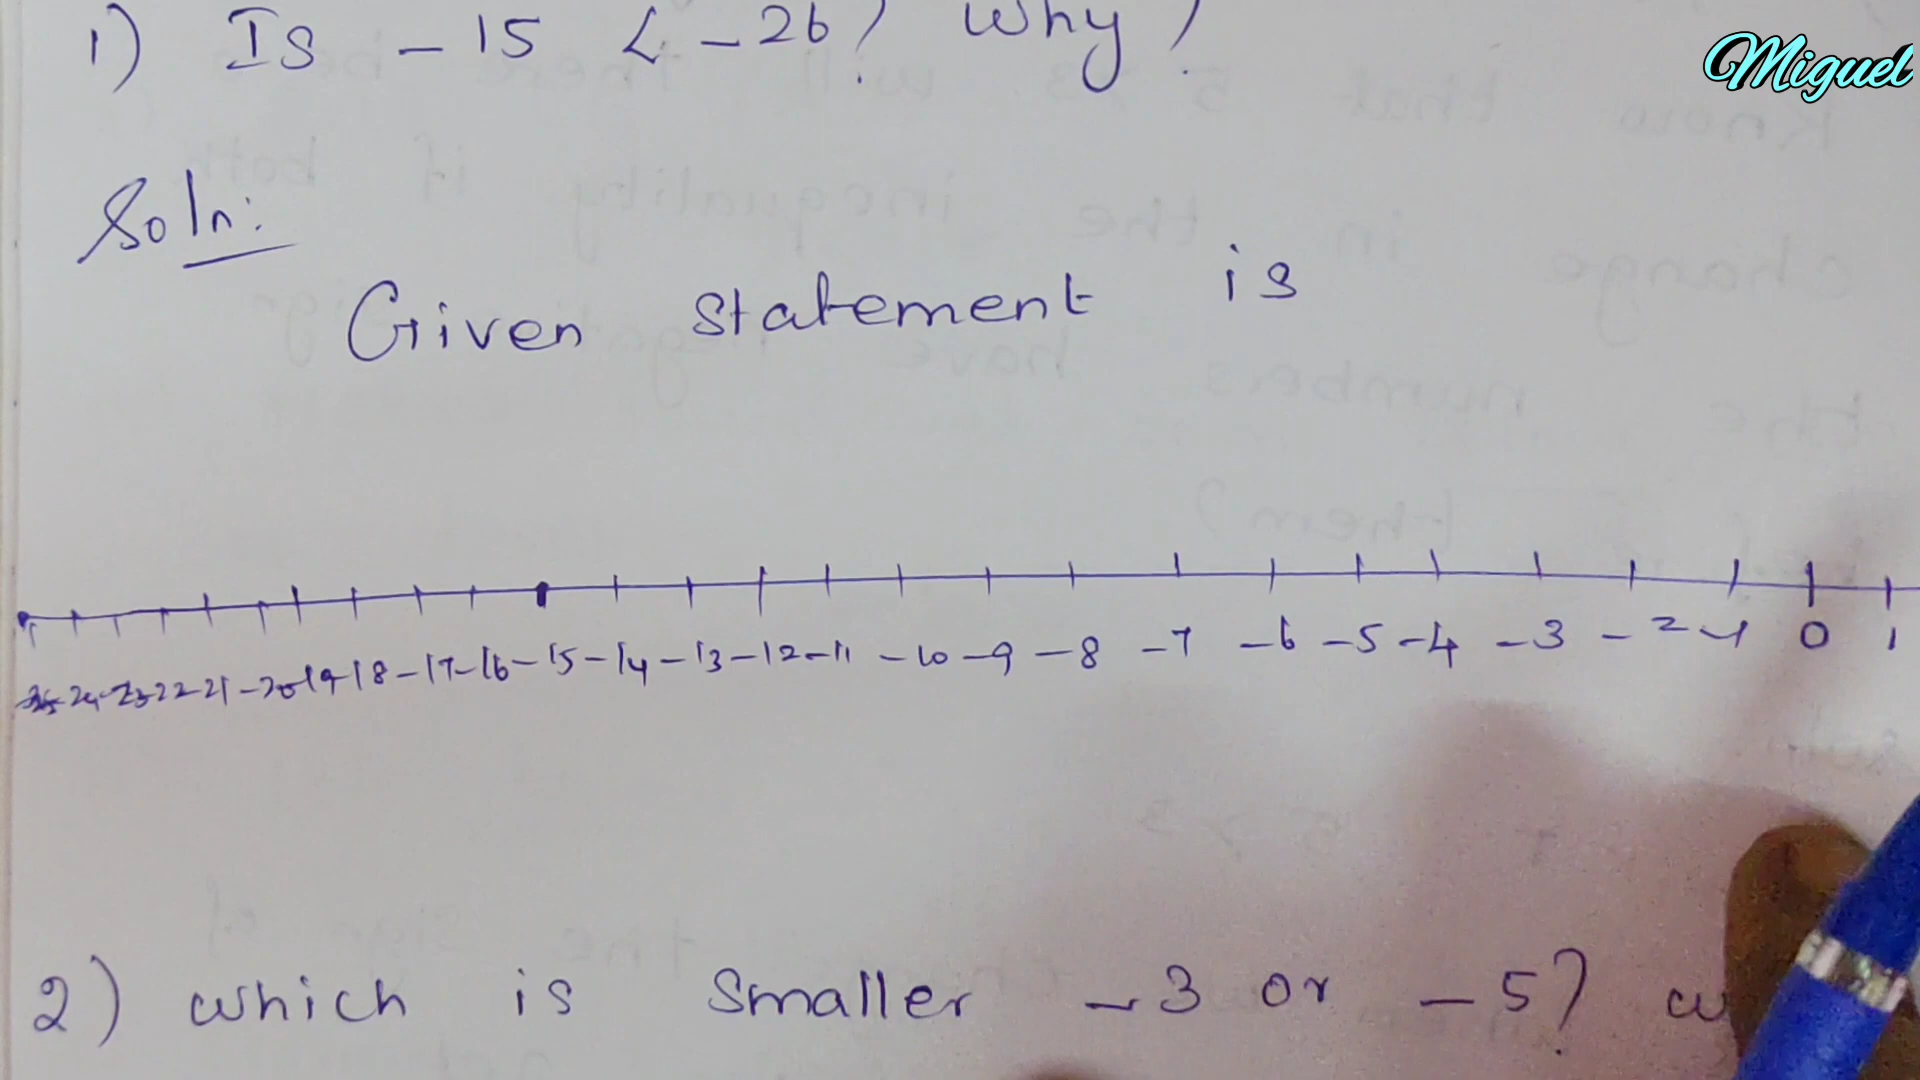 Miguel
1) Is -15 < -26? Why?
Soln:
Given statement is
-24 -23 -22 -21 -20 -19 -18 -17 -16 -15 -14 -13 -12 -11 -10 -9 -8 -7 -6 -5 -4 -3 -2 -1 0 1
2) which is smaller -3 or -5? w